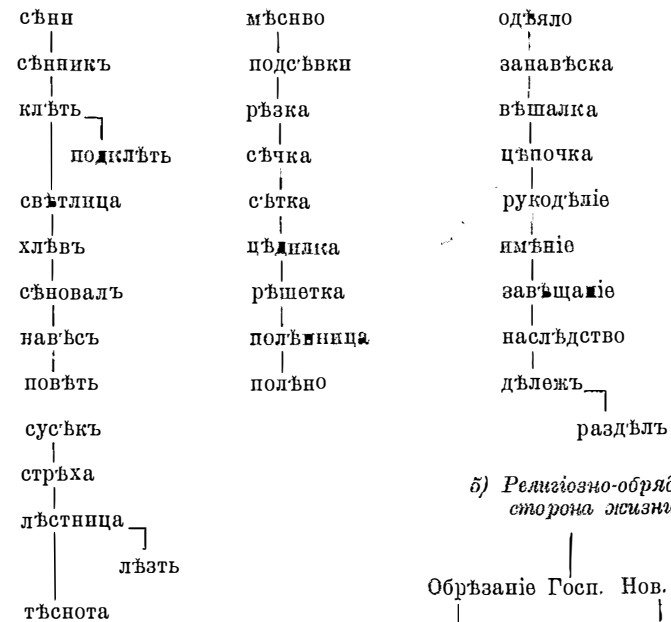 сѣни
сѣнникъ
клѣть
подклѣть
свѣтлица
хлѣвъ
сѣновалъ
навѣсъ
повѣть
сусѣкъ
стрѣха
лѣстница
лѣзть
тѣснота
мѣсиво
подсѣвки
рѣзка
сѣчка
сѣтка
цѣдилка
рѣшетка
полѣнница
полѣно
одѣяло
занавѣска
вѣшалка
цѣпочка
рукодѣліе
имѣніе
завѣщаніе
наслѣдство
дѣлежъ
раздѣлъ
б) Религіозно-обряд
сторона жизни
Обрѣзаніе Госп. Нов.